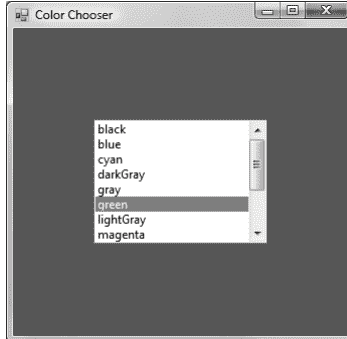 Color Chooser
black
blue
cyan
darkGray
gray
green
lightGray
magenta